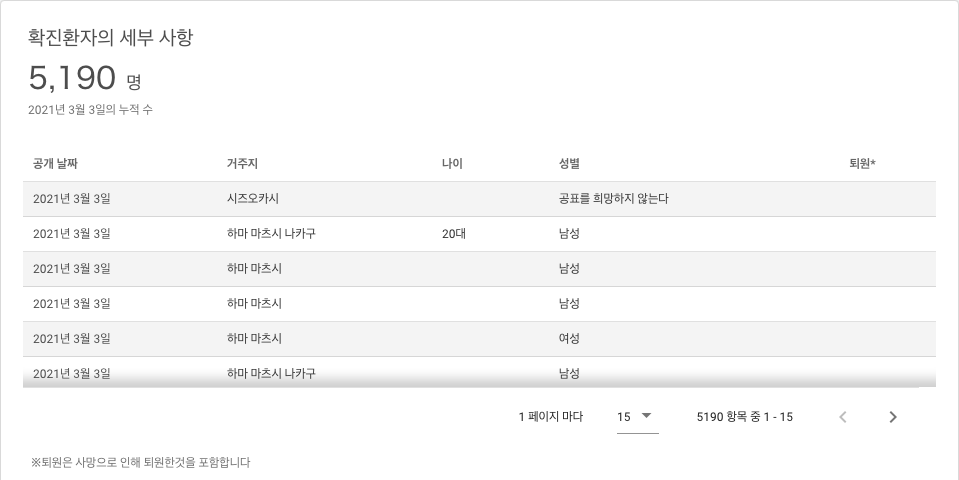 확진환자의 세부 사항
5,190 명
2021년 3월 3일의 누적 수
공개 날짜 거주지 나이 성별 퇴원*
2021년 3월 3일 시즈오카시 공표를 희망하지 않는다
2021년 3월 3일 하마 마츠시 나카구 20대 남성
2021년 3월 3일 하마 마츠시 남성
2021년 3월 3일 하마 마츠시 남성
2021년 3월 3일 하마 마츠시 여성
2021년 3월 3일 하마 마츠시 나카구 남성
1 페이지 마다 15 5190 항목 중 1 - 15
※퇴원은 사망으로 인해 퇴원한것을 포함합니다